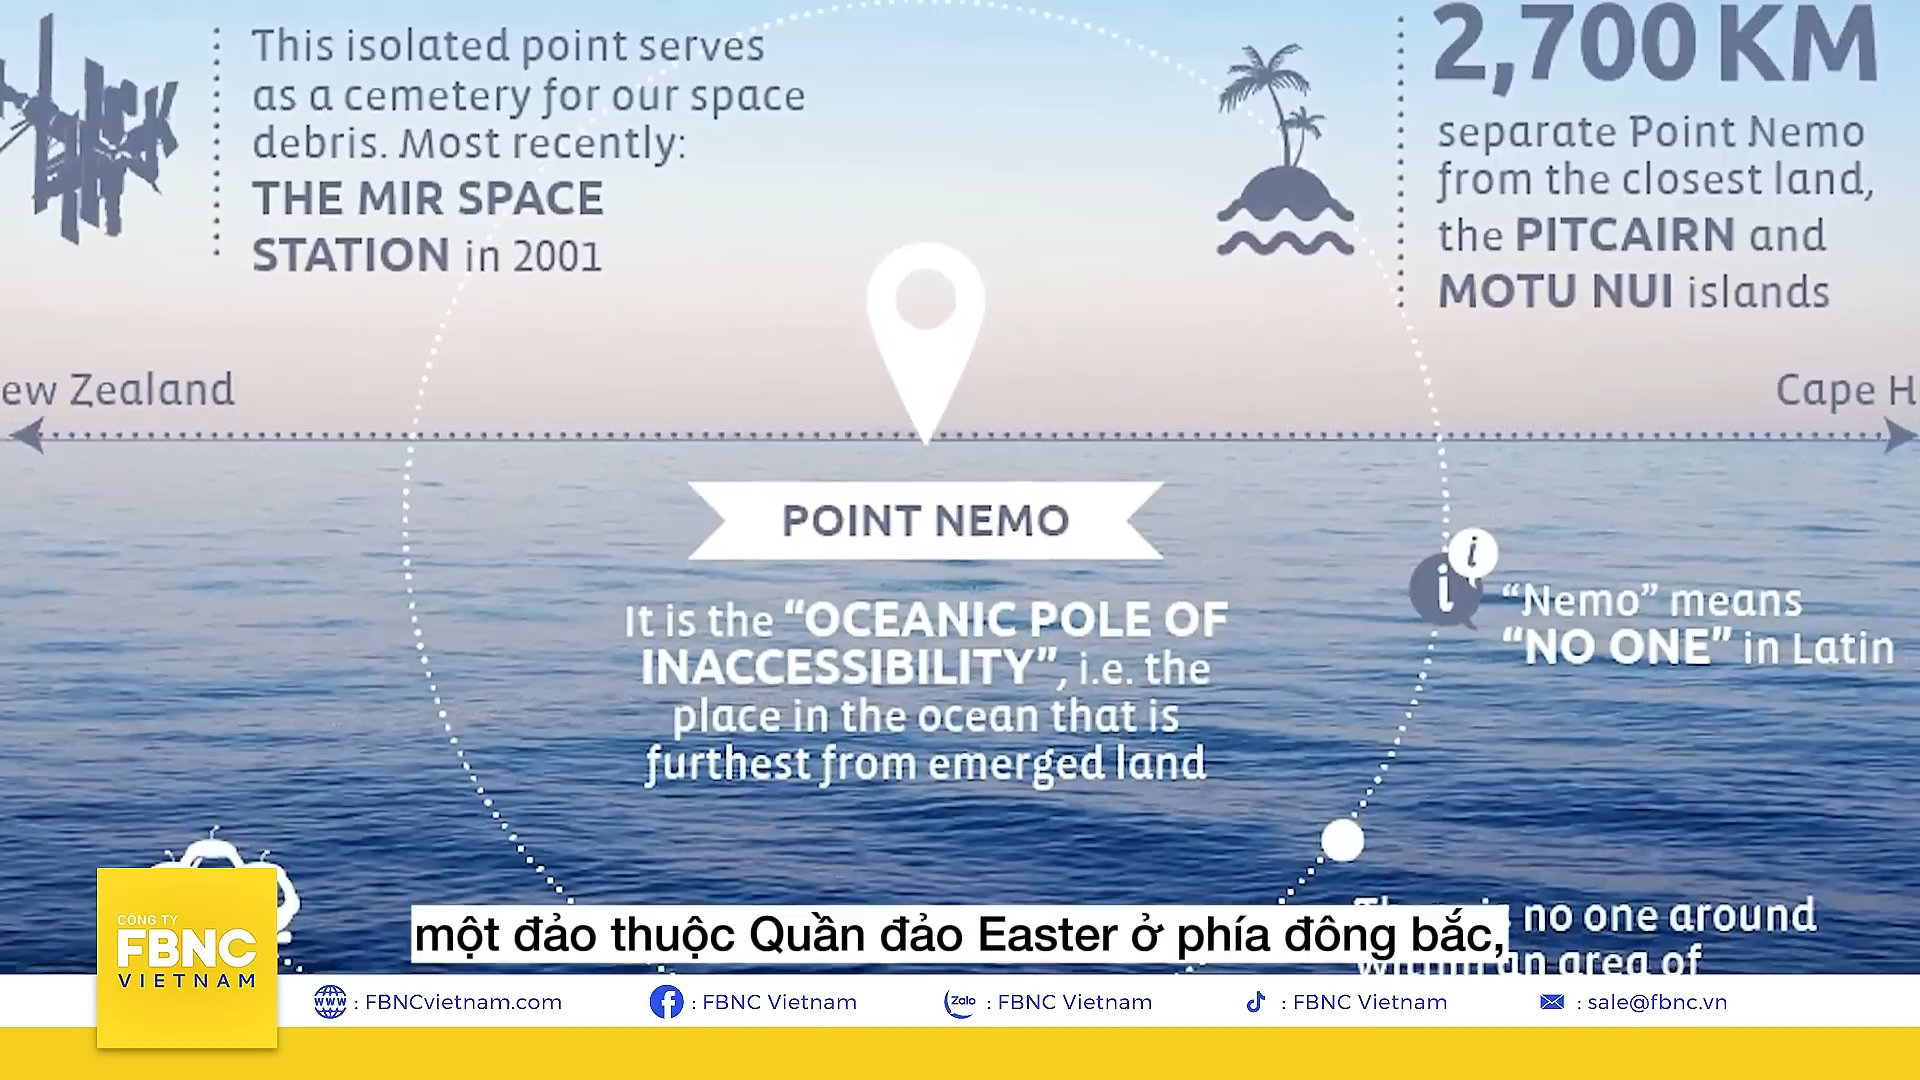 This isolated point serves
as a cemetery for our space
debris. Most recently:
THE MIR SPACE
STATION in 2001
2,700 KM
separate Point Nemo
from the closest land,
the PITCAIRN and
MOTU NUI islands
ew Zealand
Cape H
POINT NEMO
It is the “OCEANIC POLE OF
INACCESSIBILITY”, i.e. the
place in the ocean that is
furthest from emerged land
i
i
“Nemo” means
“NO ONE” in Latin
no one around
an area of
một đảo thuộc Quần đảo Easter ở phía đông bắc,
CÔNG TY
FBNC
VIETNAM
www : FBNCvietnam.com
f : FBNC Vietnam
Zalo : FBNC Vietnam
: FBNC Vietnam
: sale@fbnc.vn